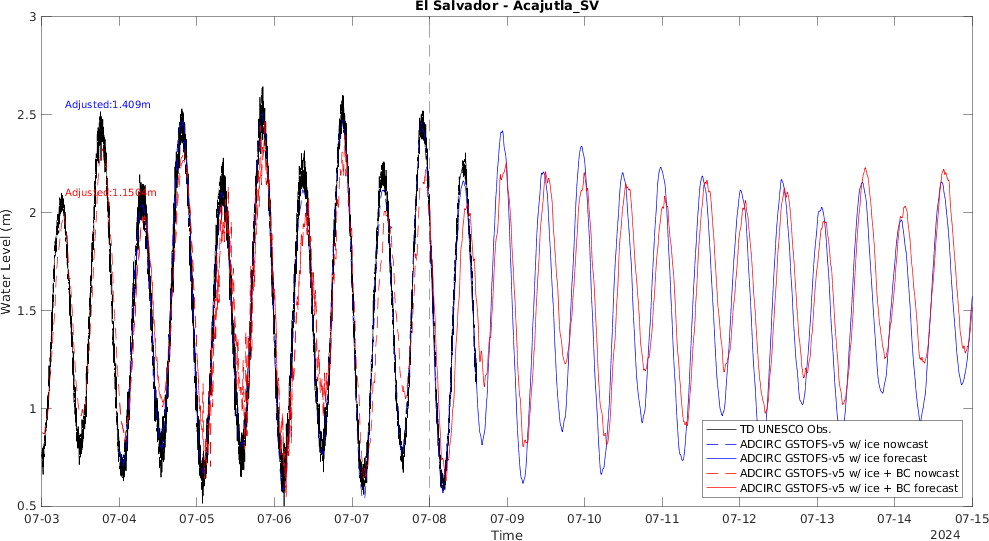 El Salvador - Acajutla_SV
3
2.5
2
1.5
1
0.5
Water Level (m)
Adjusted:1.409m
TD UNESCO Obs.
ADCIRC GSTOFS-v5 w/ ice nowcast
ADCIRC GSTOFS-v5 w/ ice forecast
ADCIRC GSTOFS-v5 w/ ice + BC nowcast
ADCIRC GSTOFS-v5 w/ ice + BC forecast
07-03 07-04 07-05 07-06 07-07 07-08 07-09 07-10 07-11 07-12 07-13 07-14 07-15
Time
2024